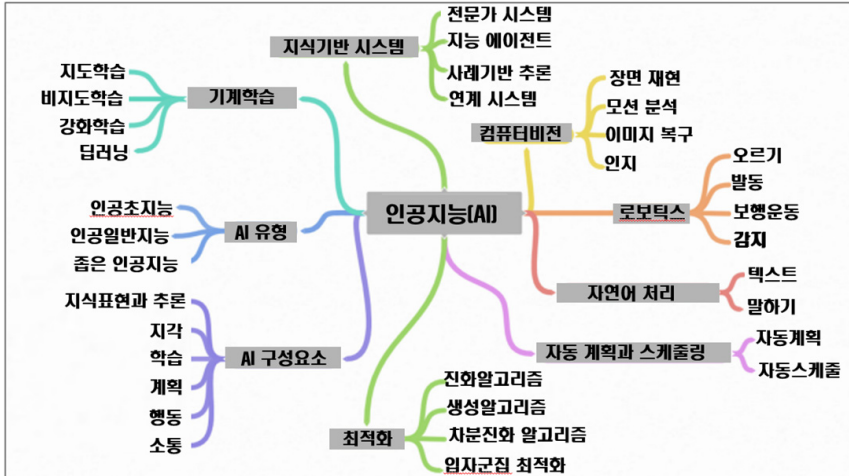 인공지능(AI)
지식기반 시스템
전문가 시스템
지능 에이전트
사례기반 추론
연계 시스템
컴퓨터비전
장면 재현
모션 분석
이미지 복구
인지
로보틱스
오르기
발동
보행운동
감지
자연어 처리
텍스트
말하기
자동 계획과 스케줄링
자동계획
자동스케줄
최적화
진화알고리즘
생성알고리즘
차분진화 알고리즘
입자군집 최적화
AI 구성요소
지식표현과 추론
지각
학습
계획
행동
소통
AI 유형
인공초지능
인공일반지능
좁은 인공지능
기계학습
지도학습
비지도학습
강화학습
딥러닝